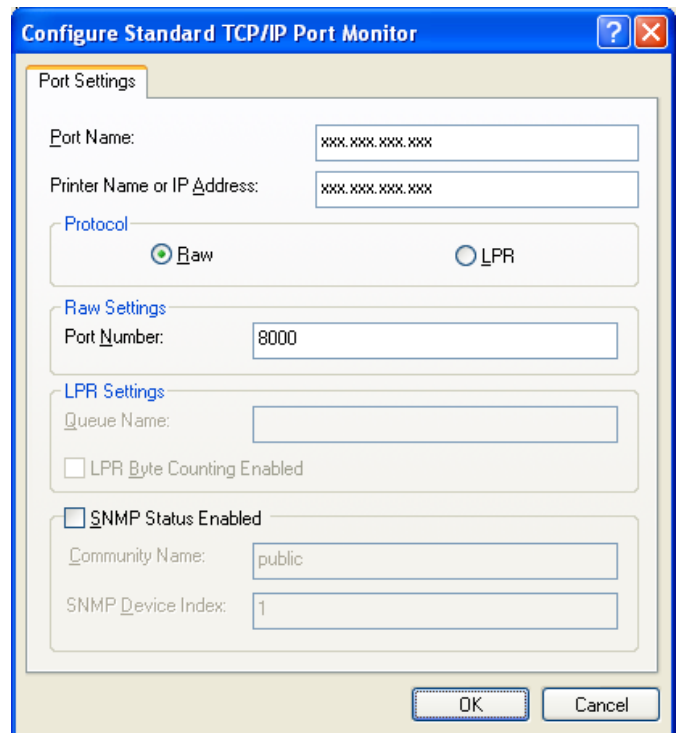 Configure Standard TCP/IP Port Monitor
Port Settings
Port Name: xxx.xxx.xxx.xxx
Printer Name or IP Address: xxx.xxx.xxx.xxx
Protocol
Raw LPR
Raw Settings
Port Number: 8000
LPR Settings
Queue Name:
LPR Byte Counting Enabled
SNMP Status Enabled
Community Name: public
SNMP Device Index: 1
OK Cancel